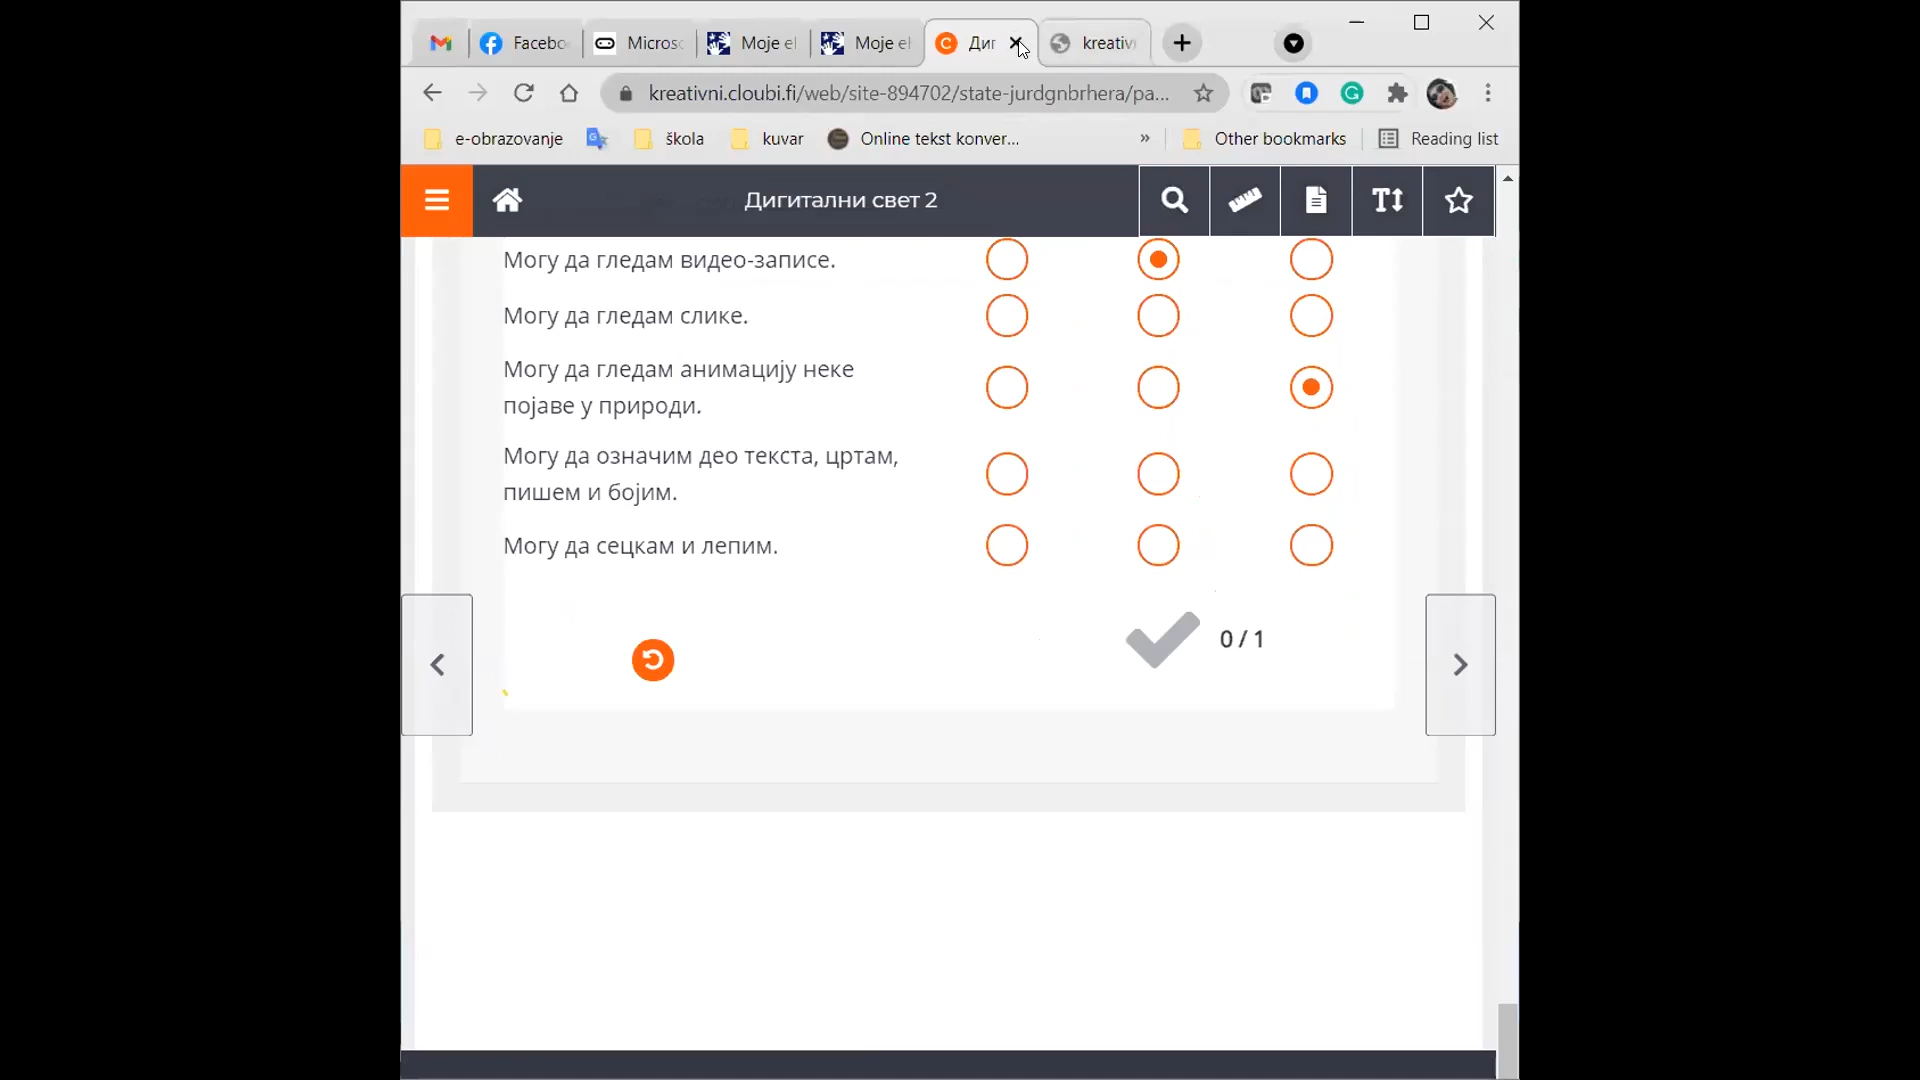 Facebo
Microsc
Moje el
Moje el
Диг
kreativ
kreativni.cloubi.fi/web/site-894702/state-jurdgnbrhera/pa...
e-obrazovanje
škola
kuvar
Online tekst konver...
»
Other bookmarks
Reading list
Дигитални свет 2
Могу да гледам видео-записе.
Могу да гледам слике.
Могу да гледам анимацију неке
појаве у природи.
Могу да означим део текста, цртам,
пишем и бојим.
Могу да сецкам и лепим.
0 / 1